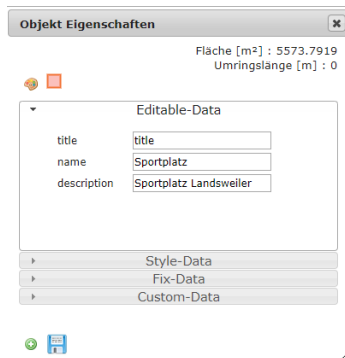 Objekt Eigenschaften
Fläche [m²] : 5573.7919
Umringslänge [m] : 0
Editable-Data
title title
name Sportplatz
description Sportplatz Landsweiler
Style-Data
Fix-Data
Custom-Data